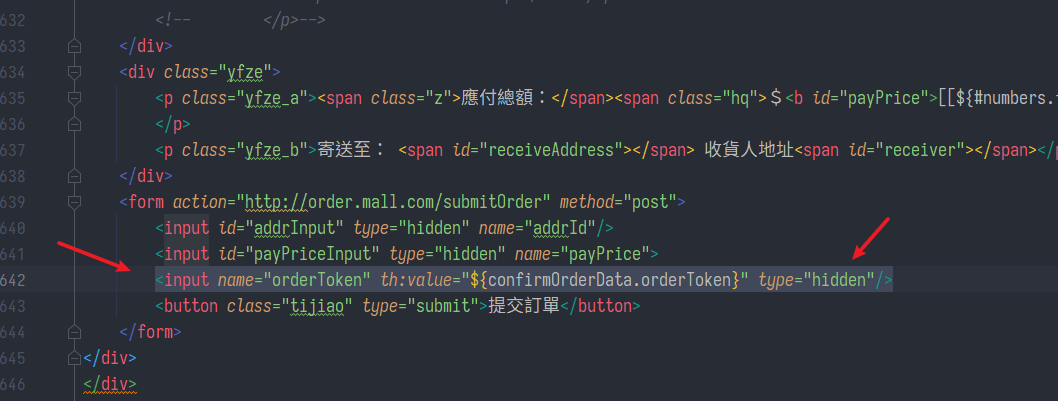 632 <!-- </p>-->
633 </div>
634 <div class="yfze">
635 <p class="yfze_a"><span class="z">應付總額：</span><span class="hq">＄<b id="payPrice">[[${#numbers.
636 </p>
637 <p class="yfze_b">寄送至： <span id="receiveAddress"></span> 收貨人地址<span id="receiver"></span></p
638 </div>
639 <form action="http://order.mall.com/submitOrder" method="post">
640 <input id="addrInput" type="hidden" name="addrId"/>
641 <input id="payPriceInput" type="hidden" name="payPrice">
642 <input name="orderToken" th:value="${confirmOrderData.orderToken}" type="hidden"/>
643 <button class="tijiao" type="submit">提交訂單</button>
644 </form>
645 </div>
646 </div>